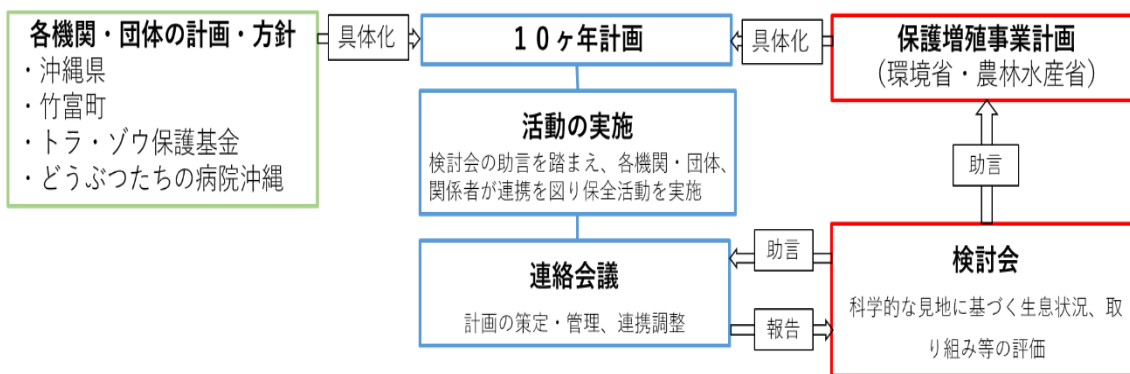 各機関・団体の計画・方針
・沖縄県
・竹富町
・トラ・ゾウ保護基金
・どうぶつたちの病院沖縄
具体化
１０ヶ年計画
具体化
保護増殖事業計画
（環境省・農林水産省）
活動の実施
検討会の助言を踏まえ、各機関・団体、
関係者が連携を図り保全活動を実施
助言
連絡会議
計画の策定・管理、連携調整
助言
報告
検討会
科学的な見地に基づく生息状況、取
り組み等の評価